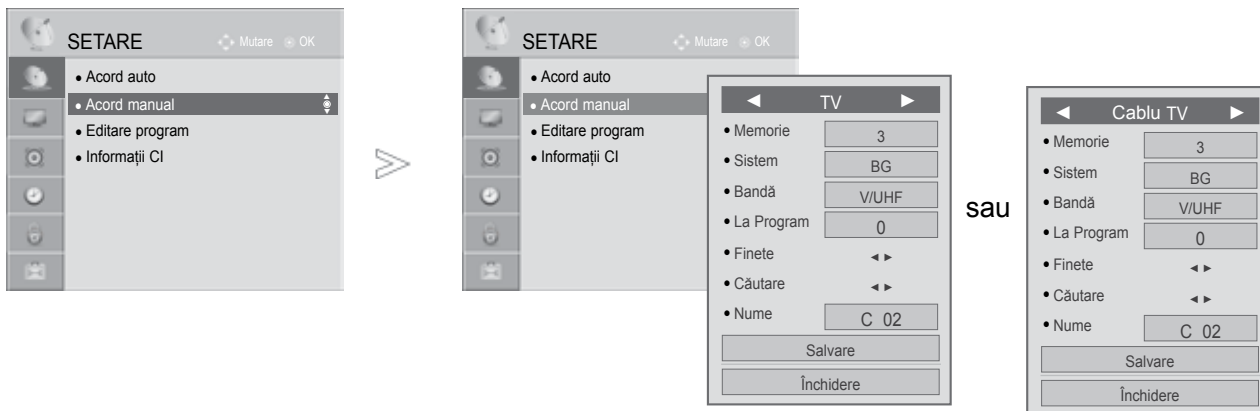 SETARE
Mutare OK
• Acord auto
• Acord manual
• Editare program
• Informații CI
SETARE
Mutare OK
• Acord auto
• Acord manual
• Editare program
• Informații CI
◄ TV ►
• Memorie 3
• Sistem BG
• Bandă V/UHF
• La Program 0
• Finete ◄ ►
• Căutare ◄ ►
• Nume C 02
Salvare
Închidere
sau
◄ Cablu TV ►
• Memorie 3
• Sistem BG
• Bandă V/UHF
• La Program 0
• Finete ◄ ►
• Căutare ◄ ►
• Nume C 02
Salvare
Închidere